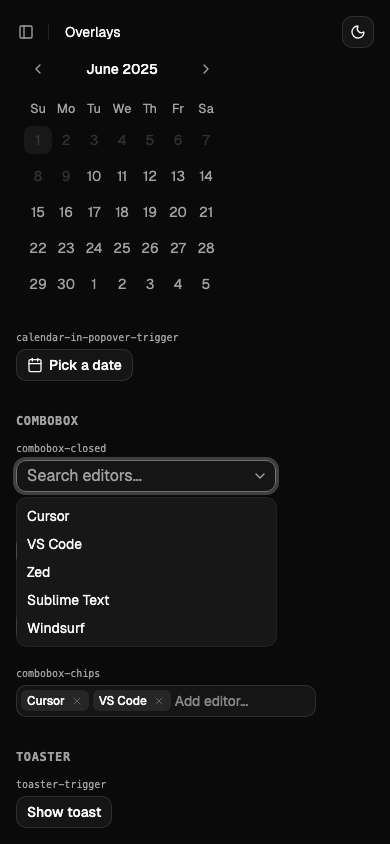 Overlays
June 2025
Su Mo Tu We Th Fr Sa
1 2 3 4 5 6 7
8 9 10 11 12 13 14
15 16 17 18 19 20 21
22 23 24 25 26 27 28
29 30 1 2 3 4 5
calendar-in-popover-trigger
Pick a date
COMBOBOX
combobox-closed
Search editors...
Cursor
VS Code
Zed
Sublime Text
Windsurf
combobox-chips
Cursor VS Code Add editor...
TOASTER
toaster-trigger
Show toast